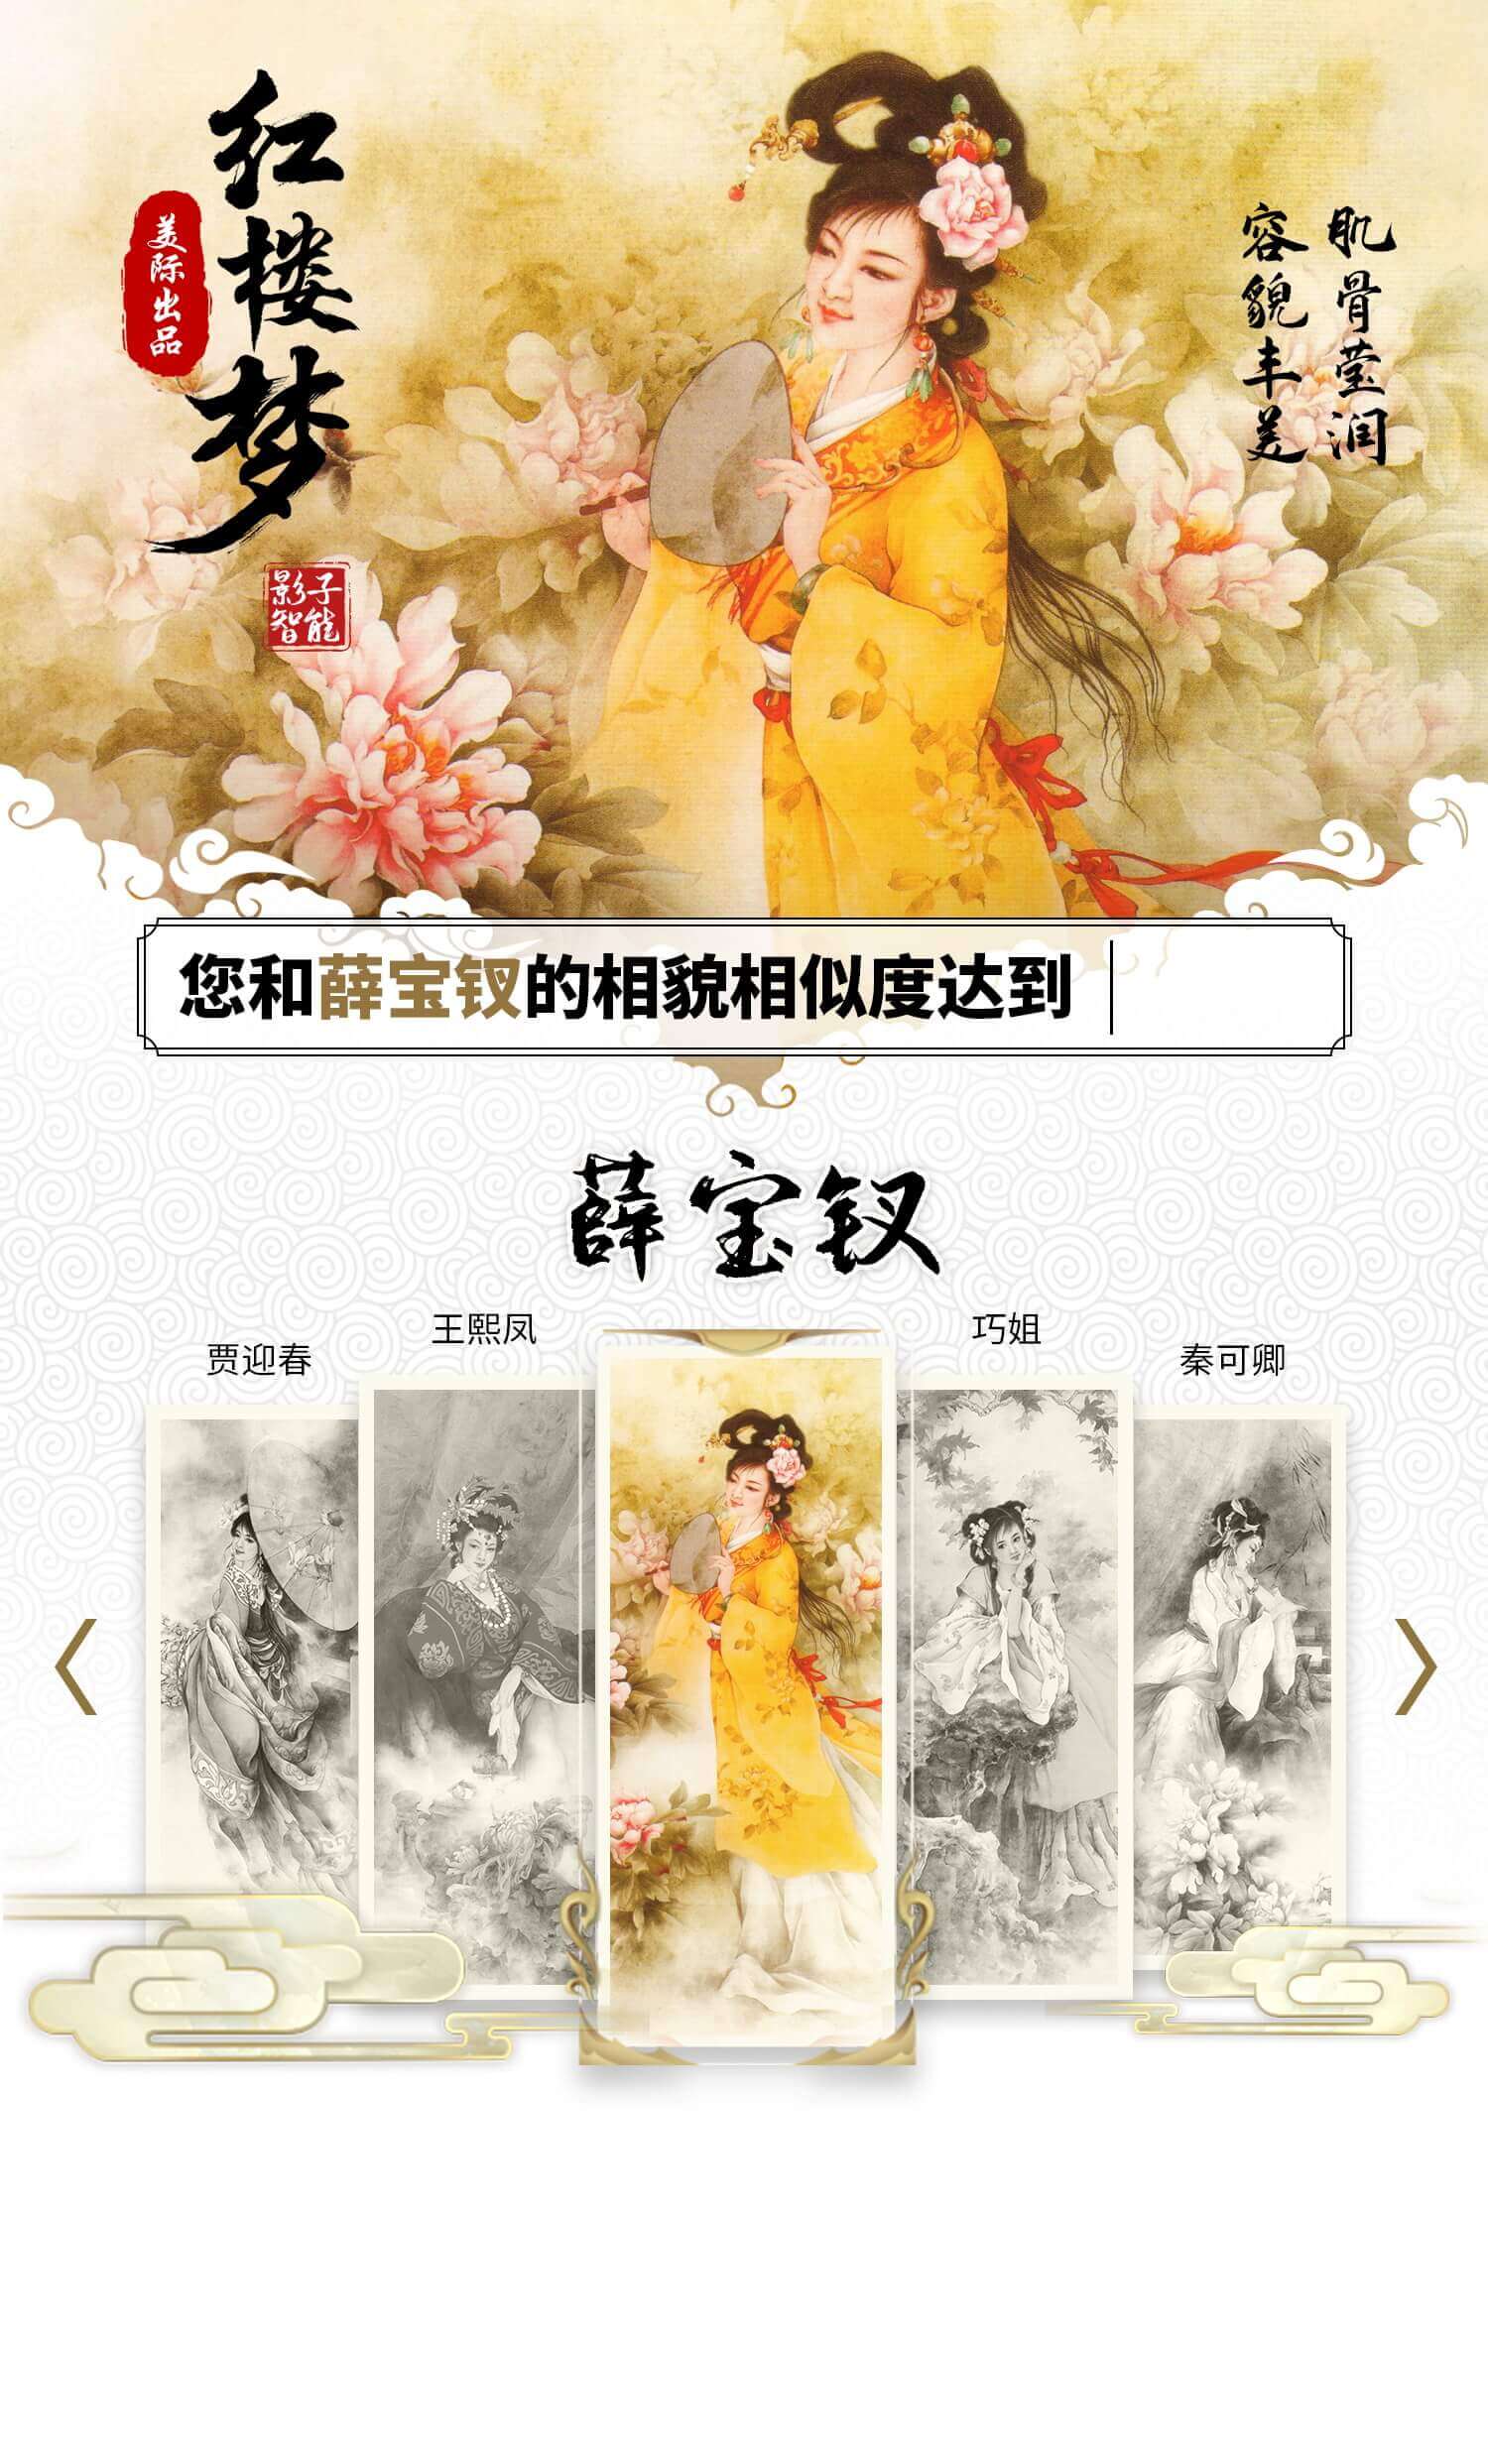 红楼梦
美际出品
影子
智能
肌骨莹润
容貌丰美
您和薛宝钗的相貌相似度达到
薛宝钗
贾迎春
王熙凤
巧姐
秦可卿